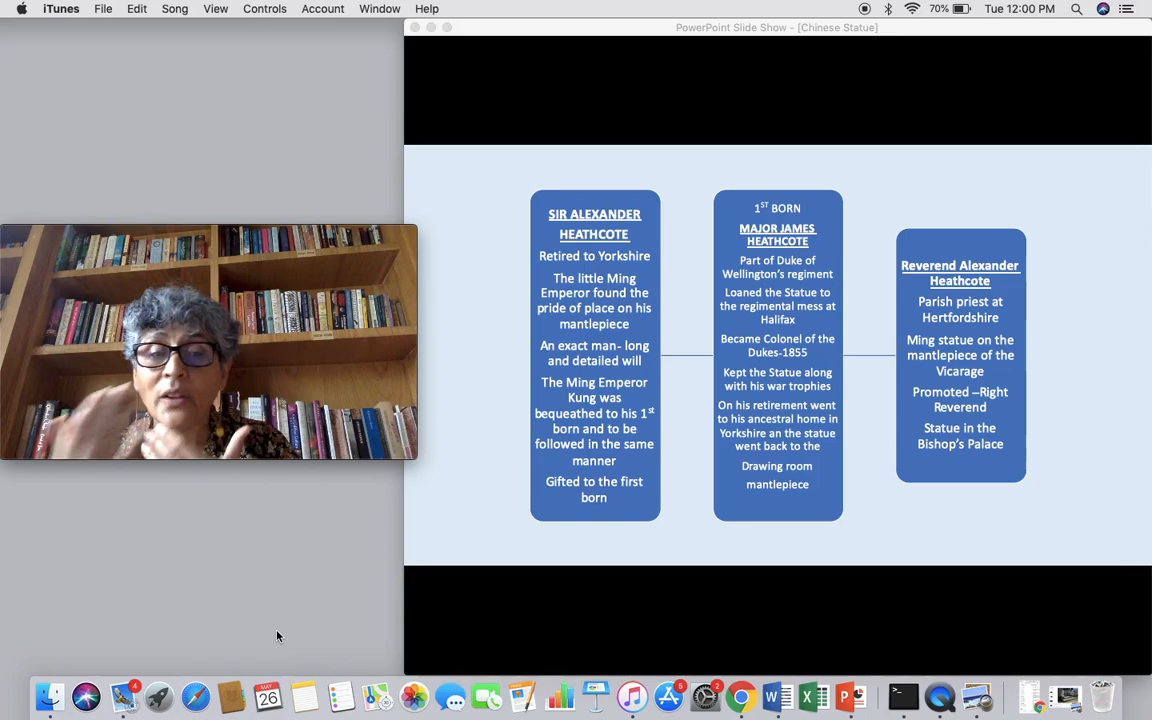 iTunes File Edit Song View Controls Account Window Help
70% Tue 12:00 PM
PowerPoint Slide Show - [Chinese Statue]
SIR ALEXANDER
HEATHCOTE
Retired to Yorkshire
The little Ming
Emperor found the
pride of place on his
mantlepiece
An exact man- long
and detailed will
The Ming Emperor
Kung was
bequeathed to his 1st
born and to be
followed in the same
manner
Gifted to the first
born
1ST BORN
MAJOR JAMES
HEATHCOTE
Part of Duke of
Wellington's regiment
Loaned the Statue to
the regimental mess at
Halifax
Became Colonel of the
Dukes-1855
Kept the Statue along
with his war trophies
On his retirement went
to his ancestral home in
Yorkshire an the statue
went back to the
Drawing room
mantlepiece
Reverend Alexander
Heathcote
Parish priest at
Hertfordshire
Ming statue on the
mantlepiece of the
Vicarage
Promoted –Right
Reverend
Statue in the
Bishop's Palace
4
MAY
26
5
2